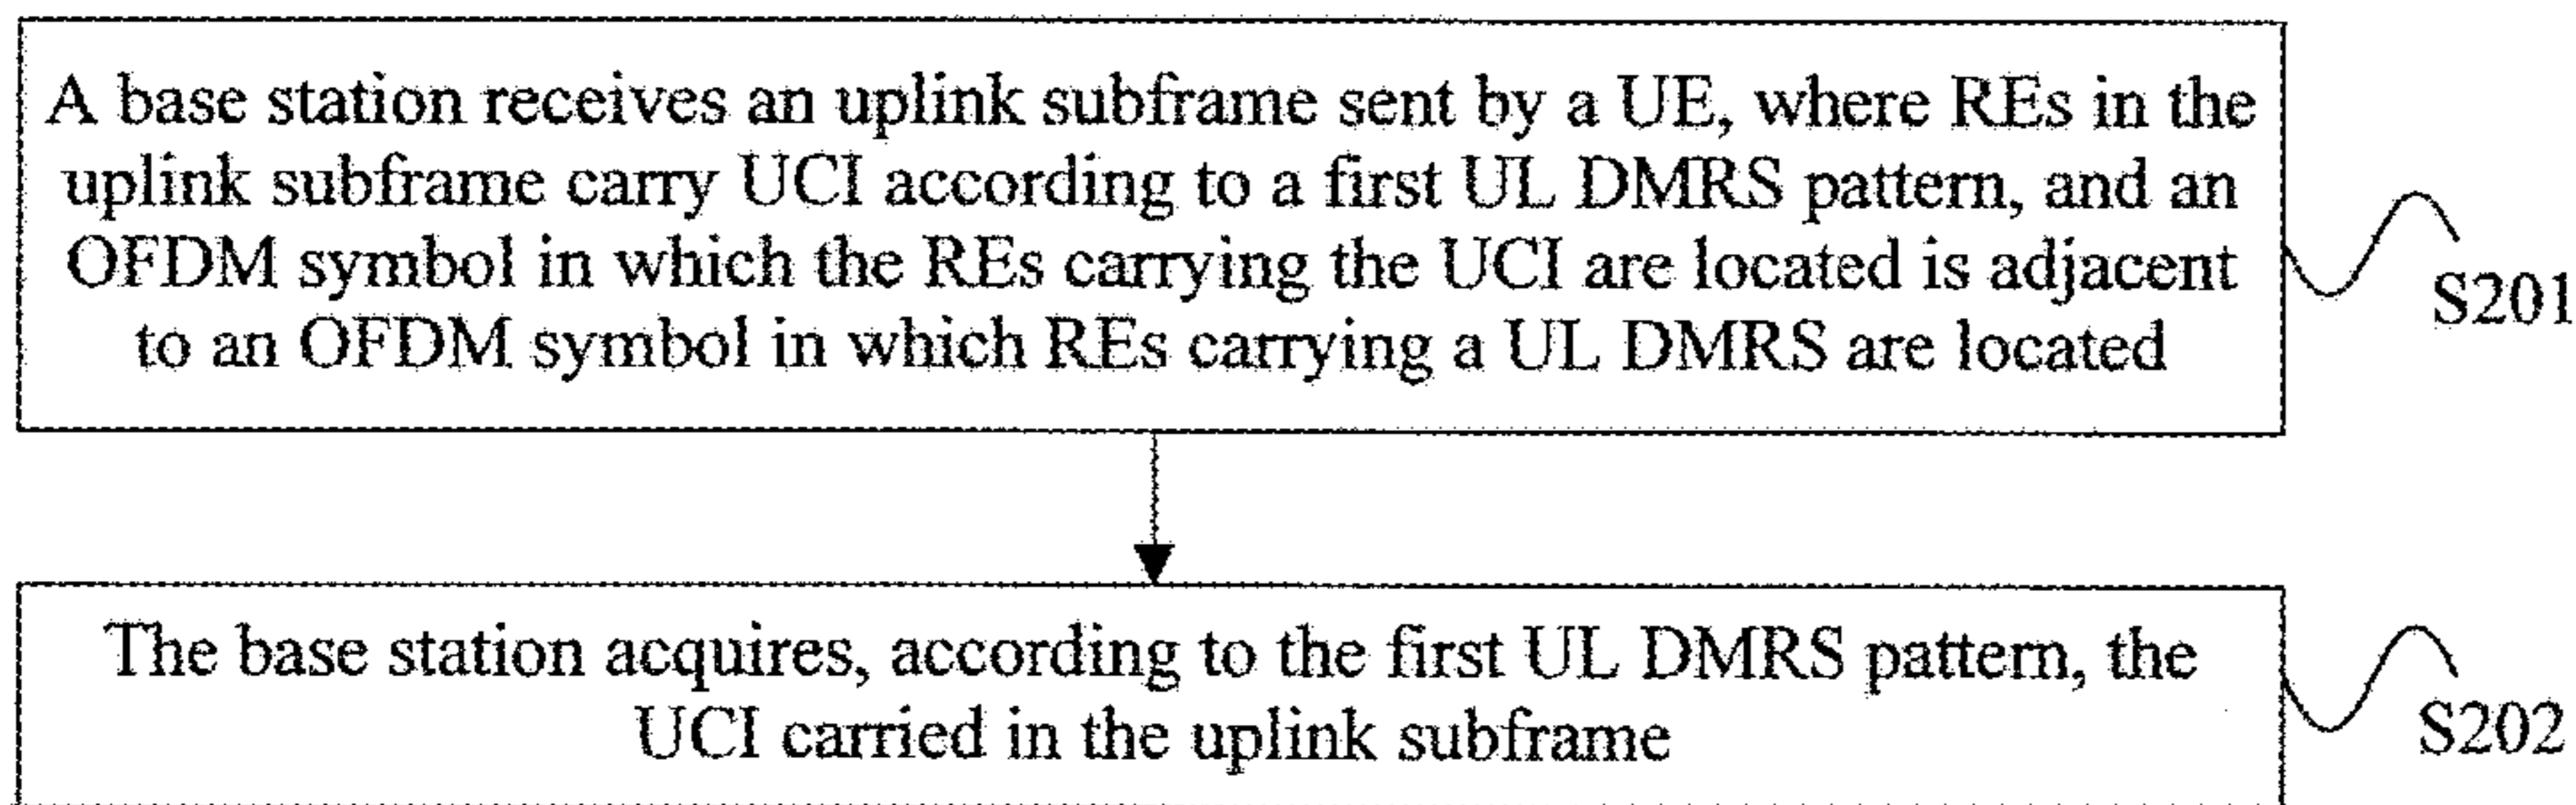 A base station receives an uplink subframe sent by a UE, where REs in the
uplink subframe carry UCI according to a first UL DMRS pattern, and an
OFDM symbol in which the REs carrying the UCI are located is adjacent
to an OFDM symbol in which REs carrying a UL DMRS are located
S201
The base station acquires, according to the first UL DMRS pattern, the
UCI carried in the uplink subframe
S202